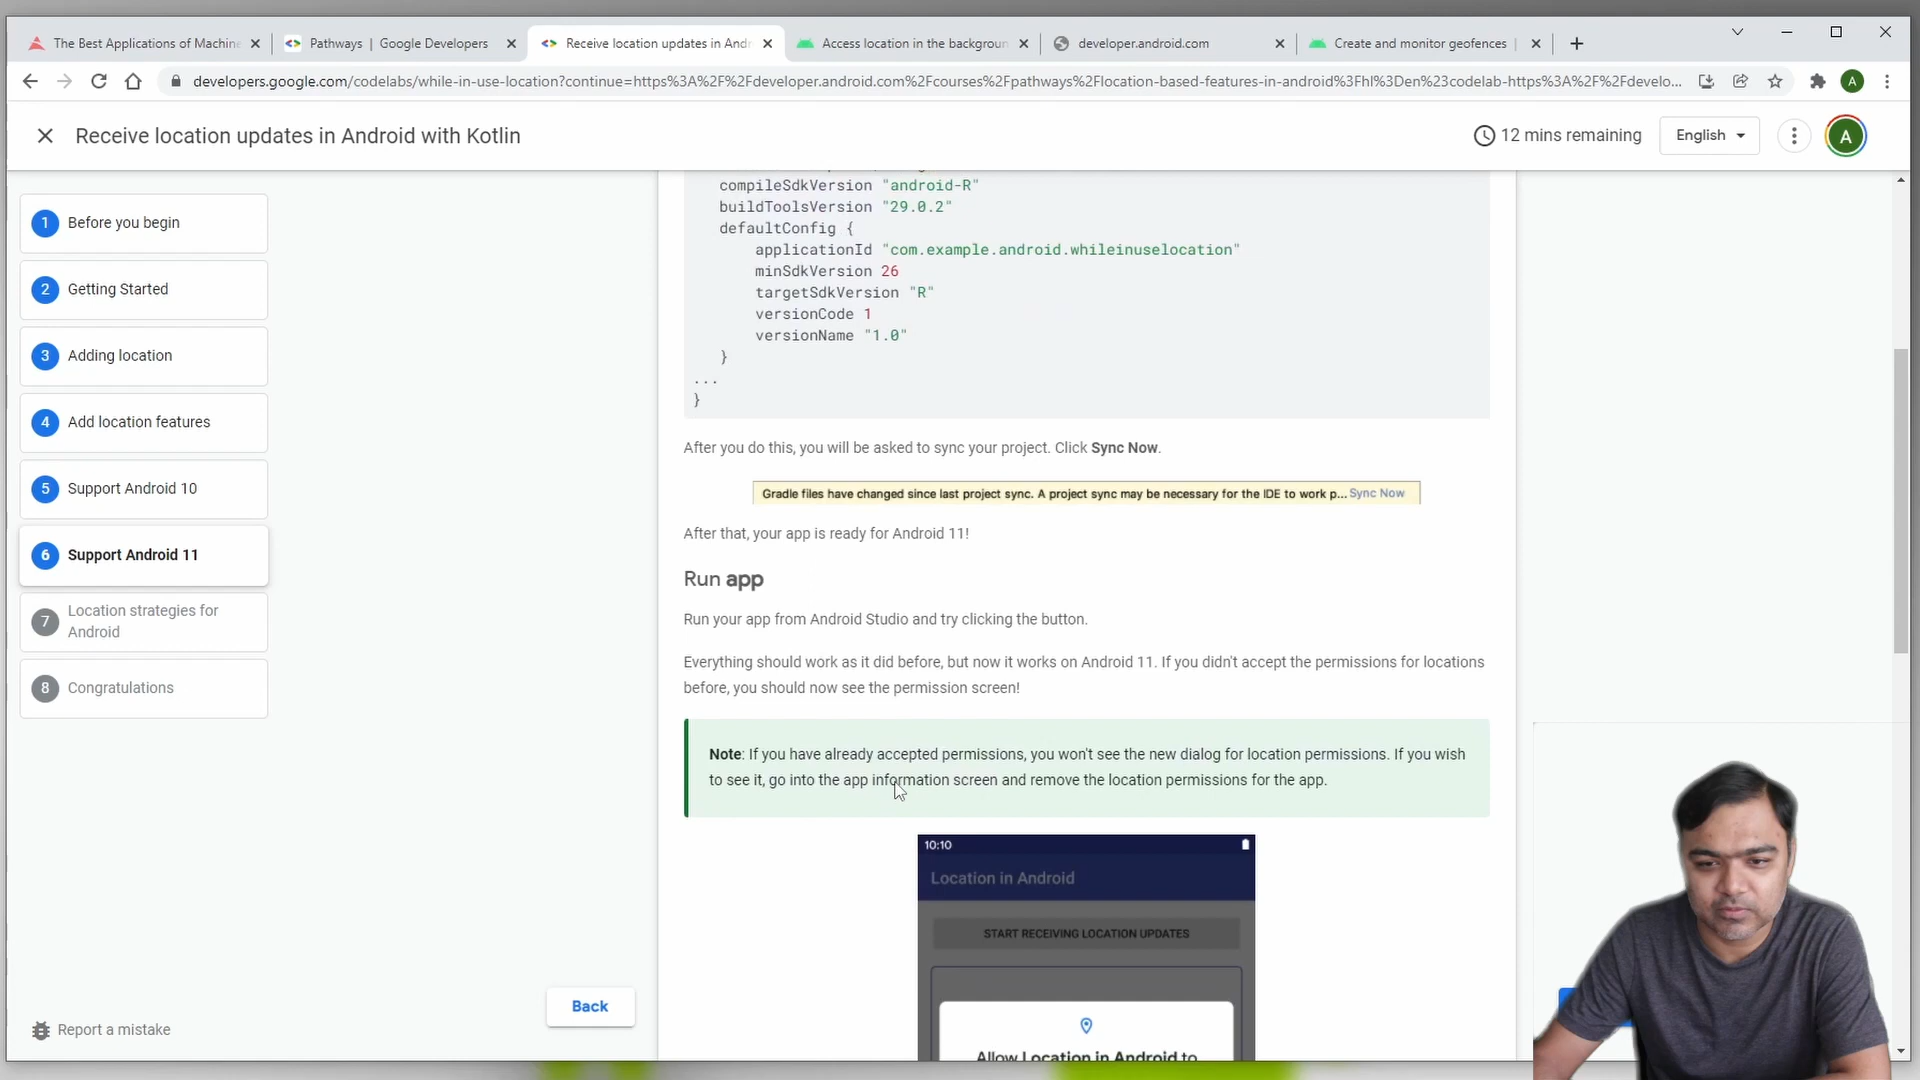 The Best Applications of Machine
Pathways | Google Developers
Receive location updates in Andr
Access location in the backgroun
developer.android.com
Create and monitor geofences
developers.google.com/codelabs/while-in-use-location?continue=https%3A%2F%2Fdeveloper.android.com%2Fcourses%2Fpathways%2Flocation-based-features-in-android%3Fhl%3Den%23codelab-https%3A%2F%2Fdevelo...
A
Receive location updates in Android with Kotlin
12 mins remaining
English
A
1 Before you begin
2 Getting Started
3 Adding location
4 Add location features
5 Support Android 10
6 Support Android 11
7 Location strategies for
Android
8 Congratulations
compileSdkVersion "android-R"
buildToolsVersion "29.0.2"
defaultConfig {
applicationId "com.example.android.whileinuselocation"
minSdkVersion 26
targetSdkVersion "R"
versionCode 1
versionName "1.0"
}
...
}
After you do this, you will be asked to sync your project. Click Sync Now.
Gradle files have changed since last project sync. A project sync may be necessary for the IDE to work p... Sync Now
After that, your app is ready for Android 11!
Run app
Run your app from Android Studio and try clicking the button.
Everything should work as it did before, but now it works on Android 11. If you didn't accept the permissions for locations
before, you should now see the permission screen!
Note: If you have already accepted permissions, you won't see the new dialog for location permissions. If you wish
to see it, go into the app information screen and remove the location permissions for the app.
10:10
Location in Android
START RECEIVING LOCATION UPDATES
Allow Location in Android to
Back
Report a mistake